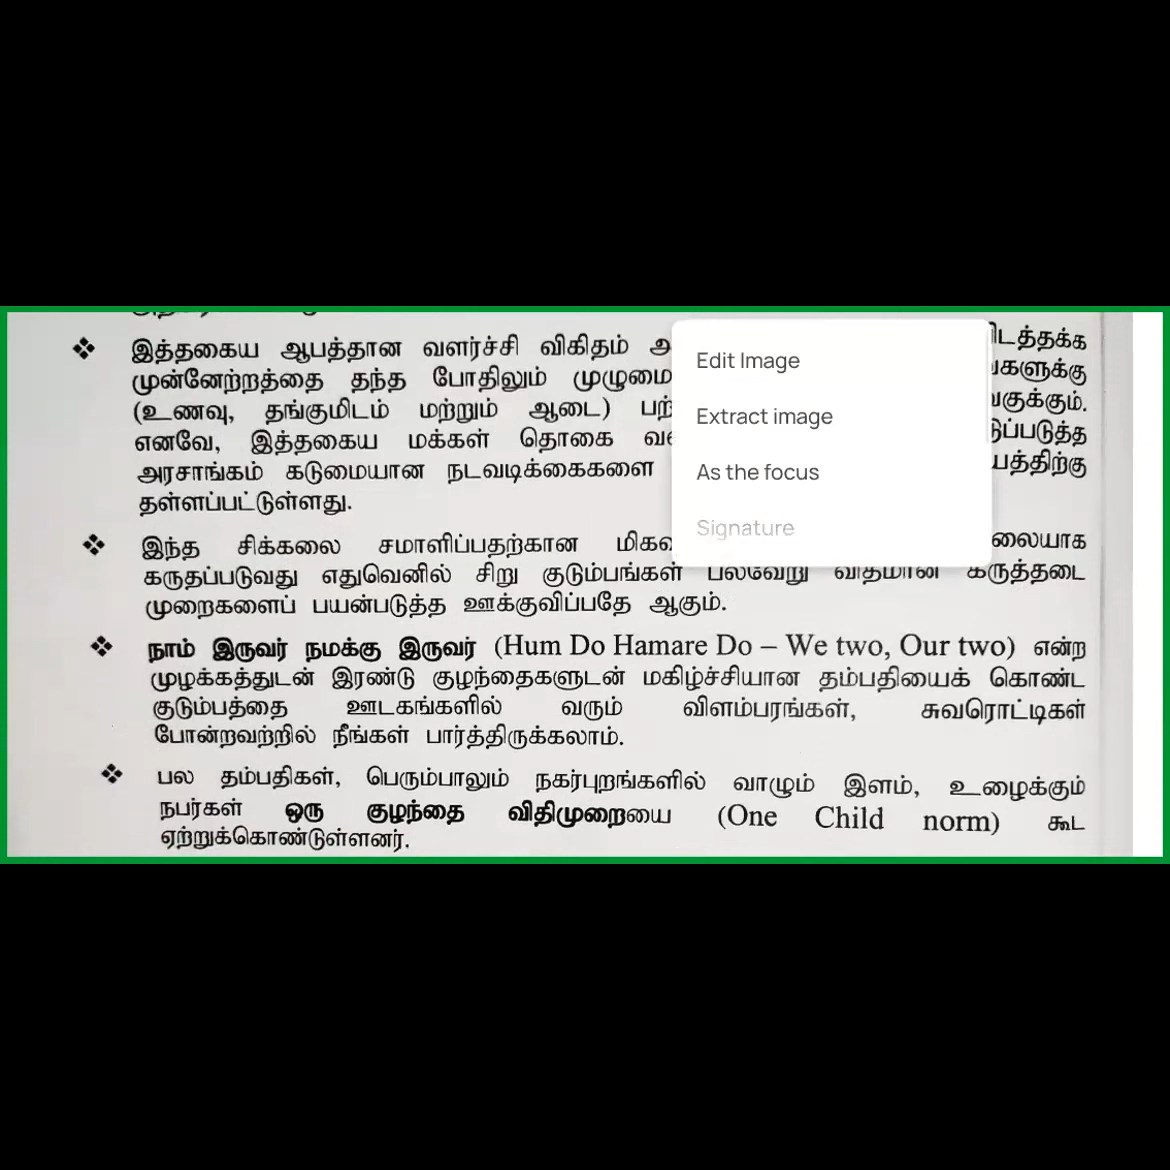 ❖ இத்தகைய ஆபத்தான வளர்ச்சி விகிதம்
முன்னேற்றத்தை தந்த போதிலும்
(உணவு, தங்குமிடம் மற்றும் ஆடை)
எனவே, இத்தகைய மக்கள் தொகை
அரசாங்கம் கடுமையான நடவடிக்கைகளை
தள்ளப்பட்டுள்ளது.
Edit Image
Extract image
As the focus
Signature
❖ இந்த சிக்கலை சமாளிப்பதற்கான
கருதப்படுவது எதுவெனில் சிறு குடும்பங்கள் பல்வேறு விதமான கருத்தடை
முறைகளைப் பயன்படுத்த ஊக்குவிப்பதே ஆகும்.
❖ நாம் இருவர் நமக்கு இருவர் (Hum Do Hamare Do – We two, Our two) என்ற
முழக்கத்துடன் இரண்டு குழந்தைகளுடன் மகிழ்ச்சியான தம்பதியைக் கொண்ட
குடும்பத்தை ஊடகங்களில் வரும் விளம்பரங்கள், சுவரொட்டிகள்
போன்றவற்றில் நீங்கள் பார்த்திருக்கலாம்.
❖ பல தம்பதிகள், பெரும்பாலும் நகர்புறங்களில் வாழும் இளம், உழைக்கும்
நபர்கள் ஒரு குழந்தை விதிமுறையை (One Child norm) கூட
ஏற்றுக்கொண்டுள்ளனர்.